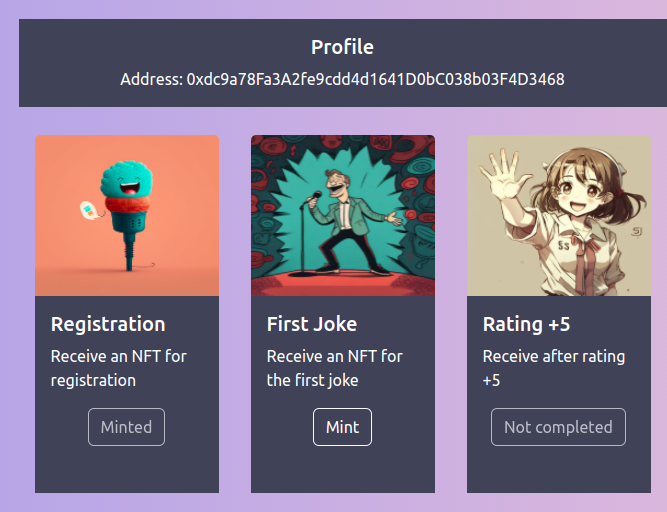 Profile
Address: 0xdc9a78Fa3A2fe9cdd4d1641D0bC038b03F4D3468
Registration
Receive an NFT for
registration
Minted
First Joke
Receive an NFT for
the first joke
Mint
Rating +5
Receive after rating
+5
Not completed